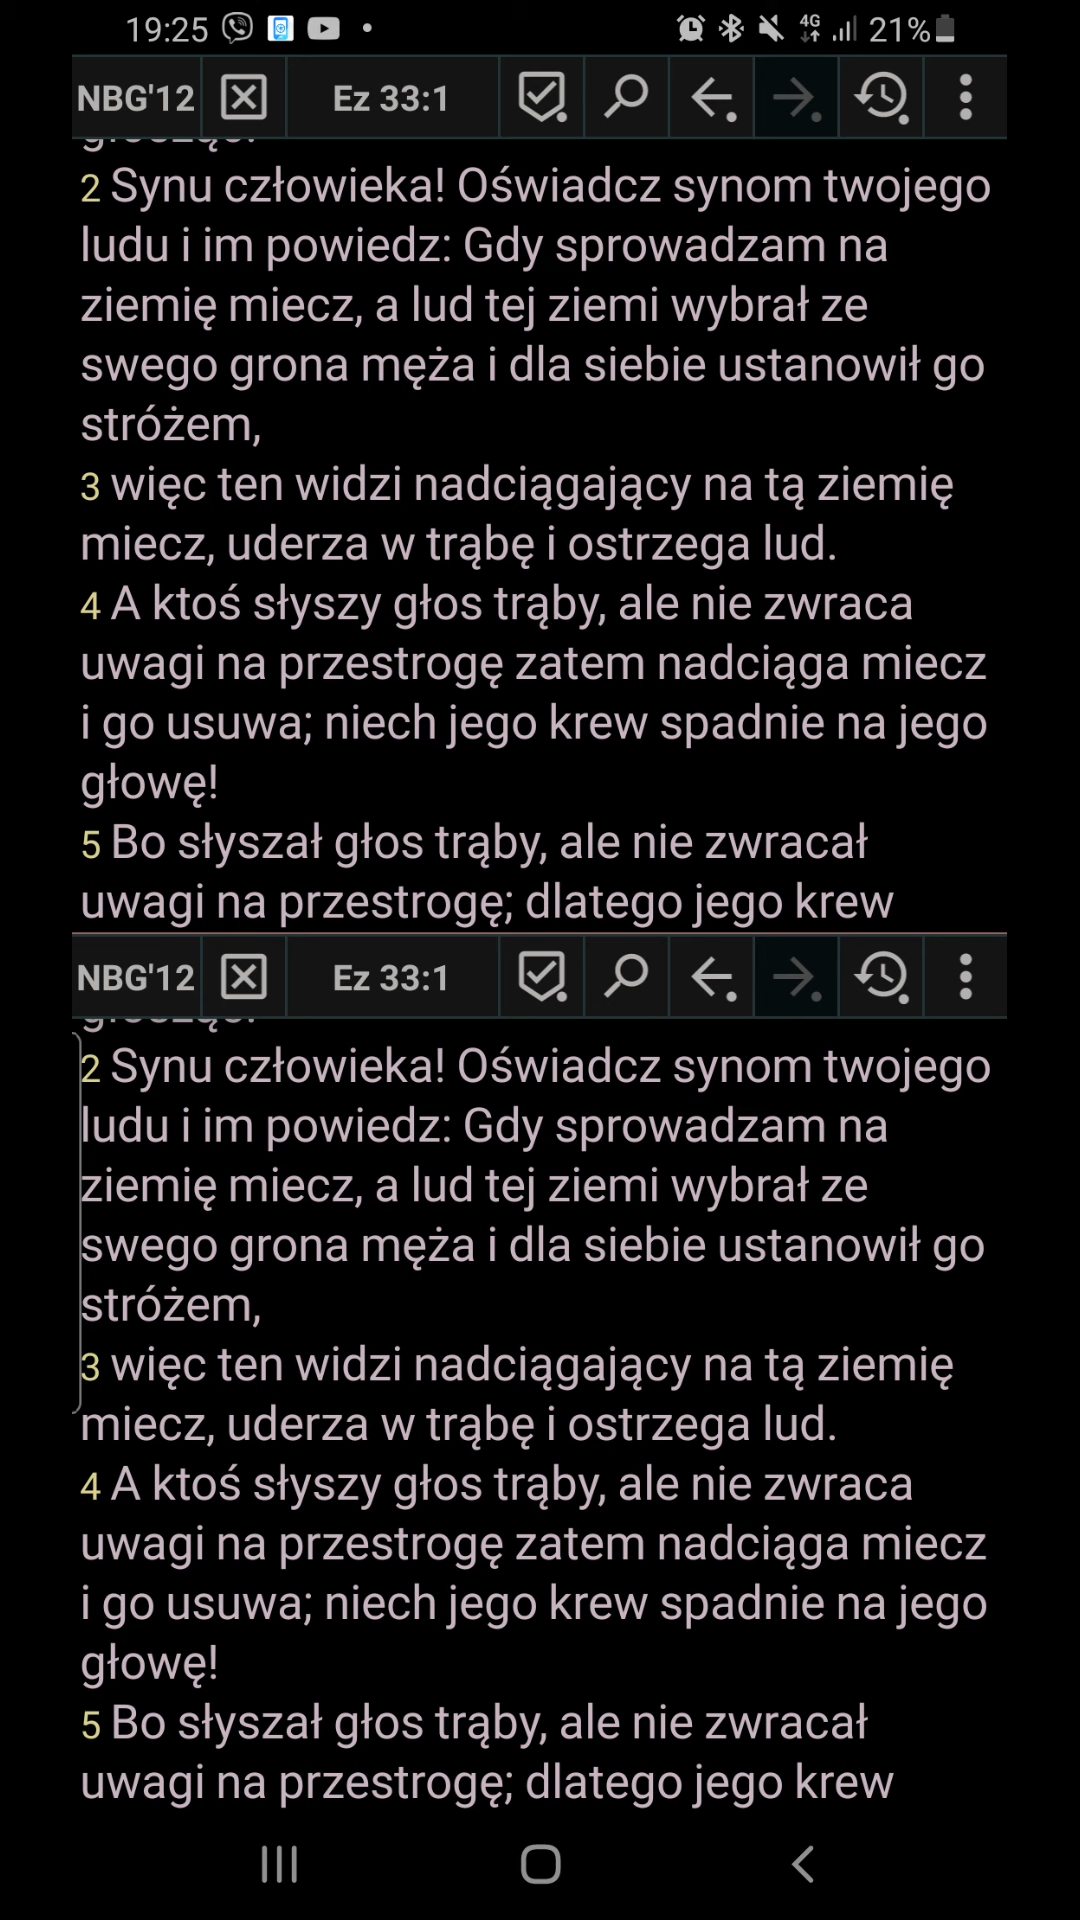 19:25 4G 21%
NBG'12 Ez 33:1
2 Synu człowieka! Oświadcz synom twojego
ludu i im powiedz: Gdy sprowadzam na
ziemię miecz, a lud tej ziemi wybrał ze
swego grona męża i dla siebie ustanowił go
stróżem,
3 więc ten widzi nadciągający na tą ziemię
miecz, uderza w trąbę i ostrzega lud.
4 A ktoś słyszy głos trąby, ale nie zwraca
uwagi na przestrogę zatem nadciąga miecz
i go usuwa; niech jego krew spadnie na jego
głowę!
5 Bo słyszał głos trąby, ale nie zwracał
uwagi na przestrogę; dlatego jego krew
NBG'12 Ez 33:1
2 Synu człowieka! Oświadcz synom twojego
ludu i im powiedz: Gdy sprowadzam na
ziemię miecz, a lud tej ziemi wybrał ze
swego grona męża i dla siebie ustanowił go
stróżem,
3 więc ten widzi nadciągający na tą ziemię
miecz, uderza w trąbę i ostrzega lud.
4 A ktoś słyszy głos trąby, ale nie zwraca
uwagi na przestrogę zatem nadciąga miecz
i go usuwa; niech jego krew spadnie na jego
głowę!
5 Bo słyszał głos trąby, ale nie zwracał
uwagi na przestrogę; dlatego jego krew